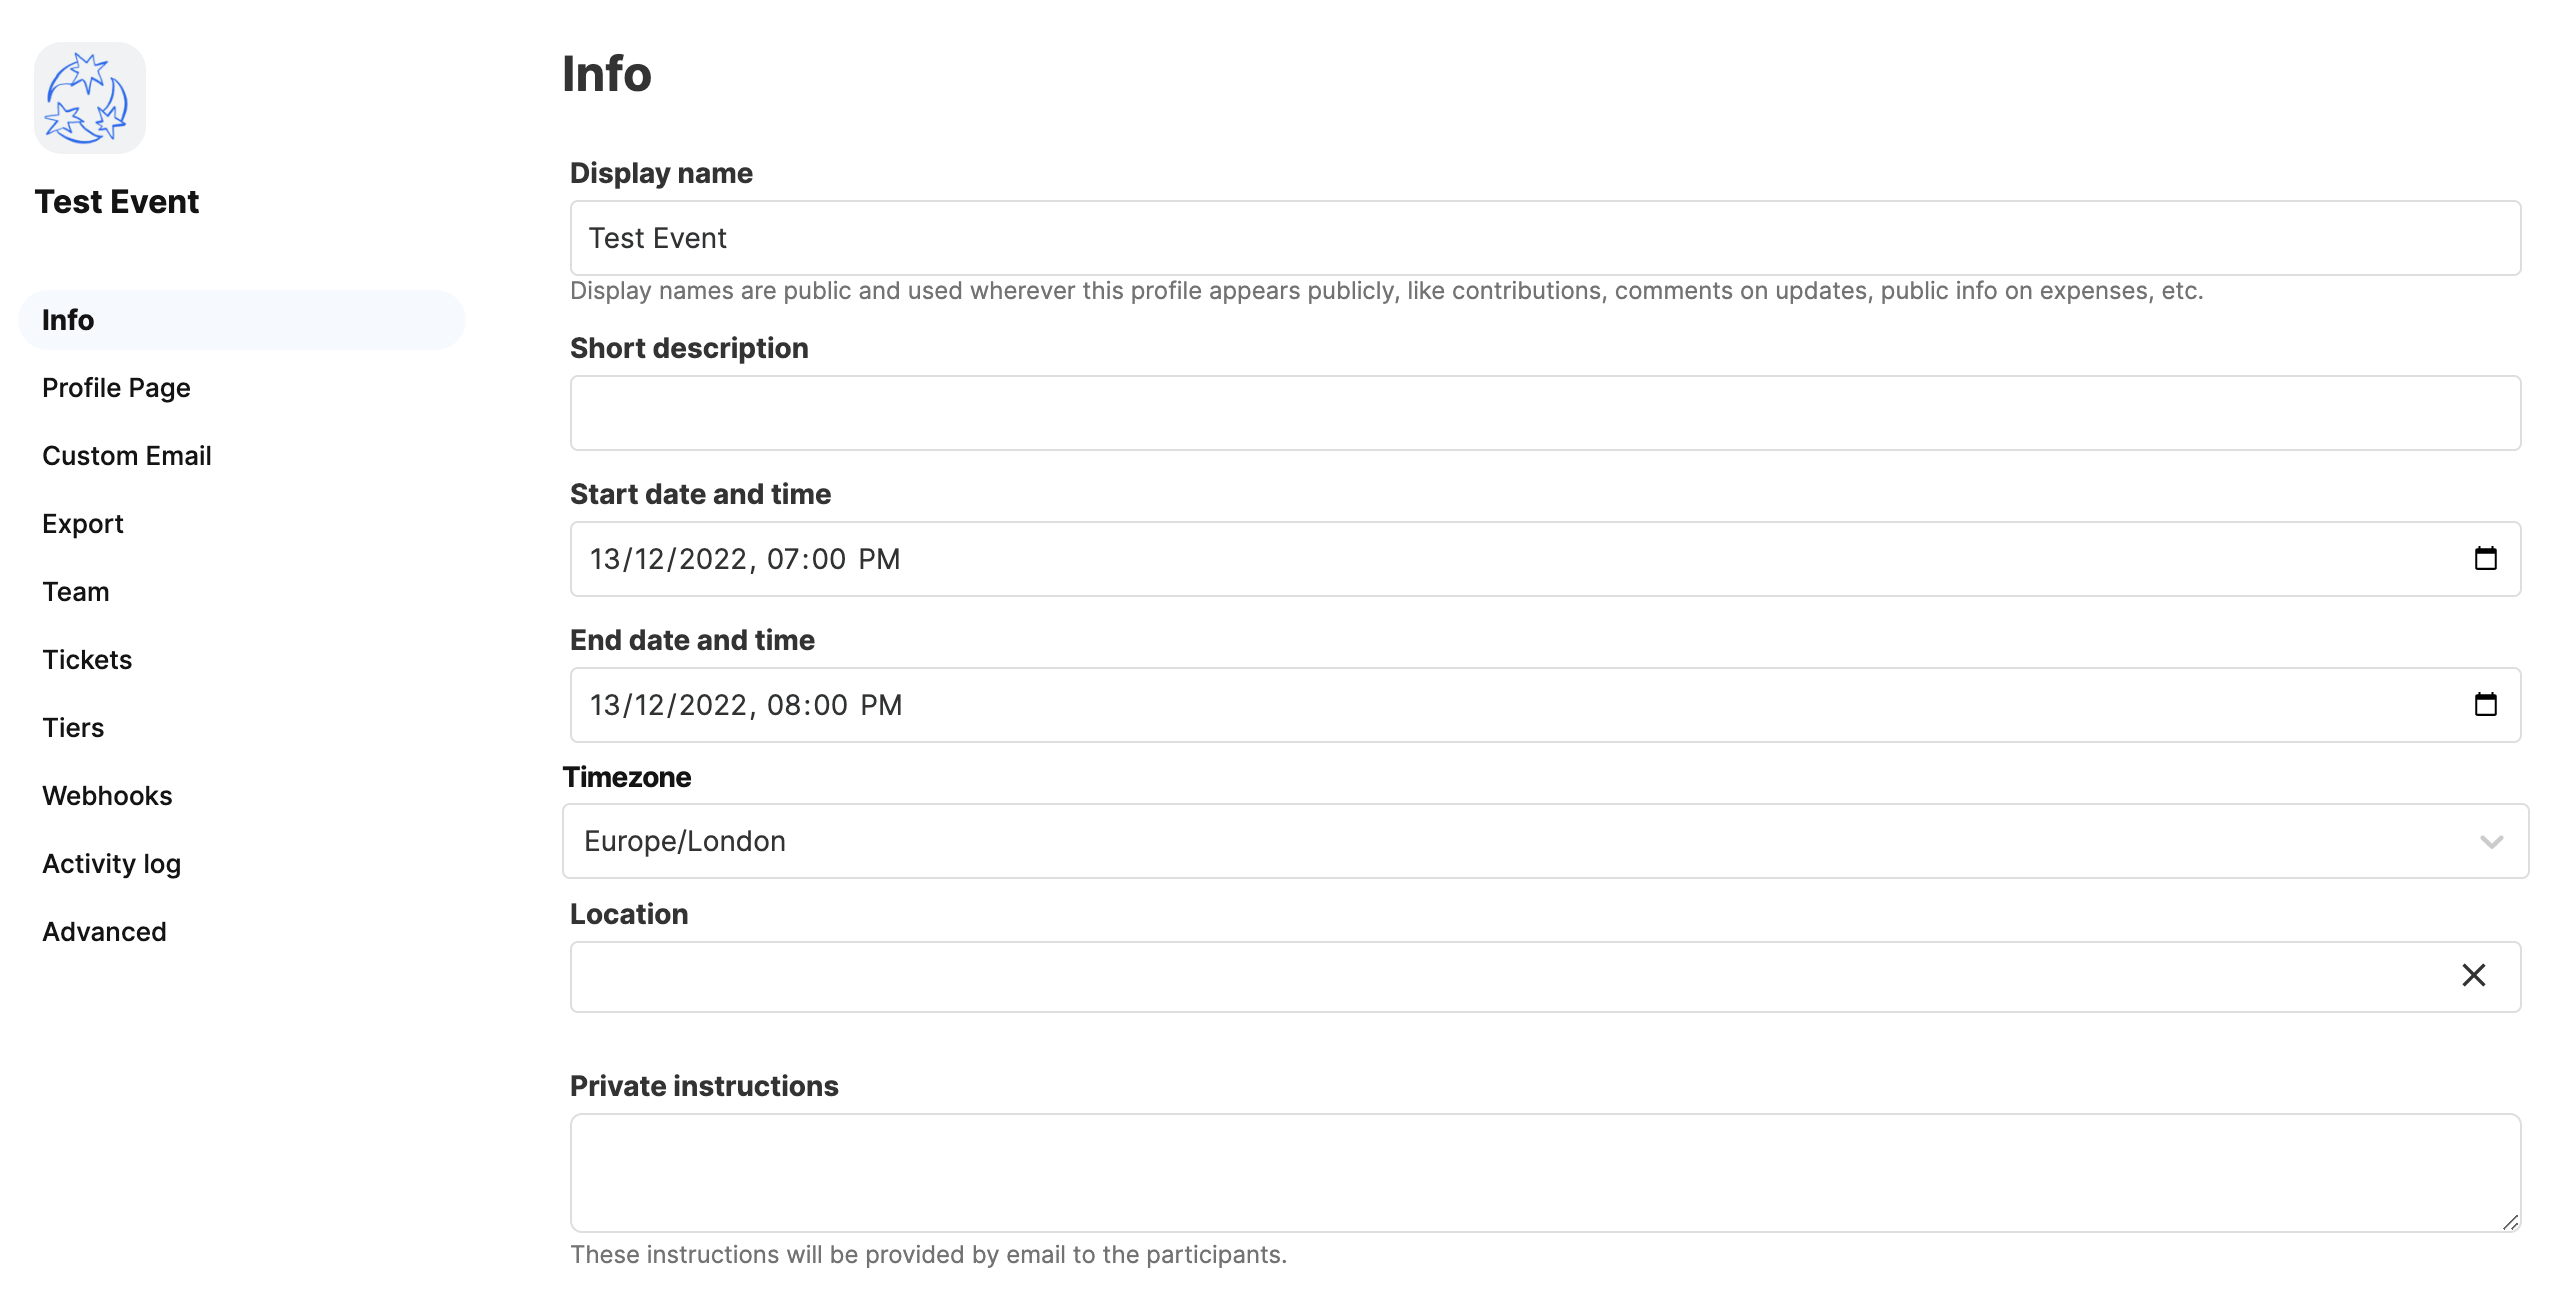 Test Event
Info
Profile Page
Custom Email
Export
Team
Tickets
Tiers
Webhooks
Activity log
Advanced
Info
Display name
Test Event
Display names are public and used wherever this profile appears publicly, like contributions, comments on updates, public info on expenses, etc.
Short description
Start date and time
13/12/2022, 07:00 PM
End date and time
13/12/2022, 08:00 PM
Timezone
Europe/London
Location
Private instructions
These instructions will be provided by email to the participants.